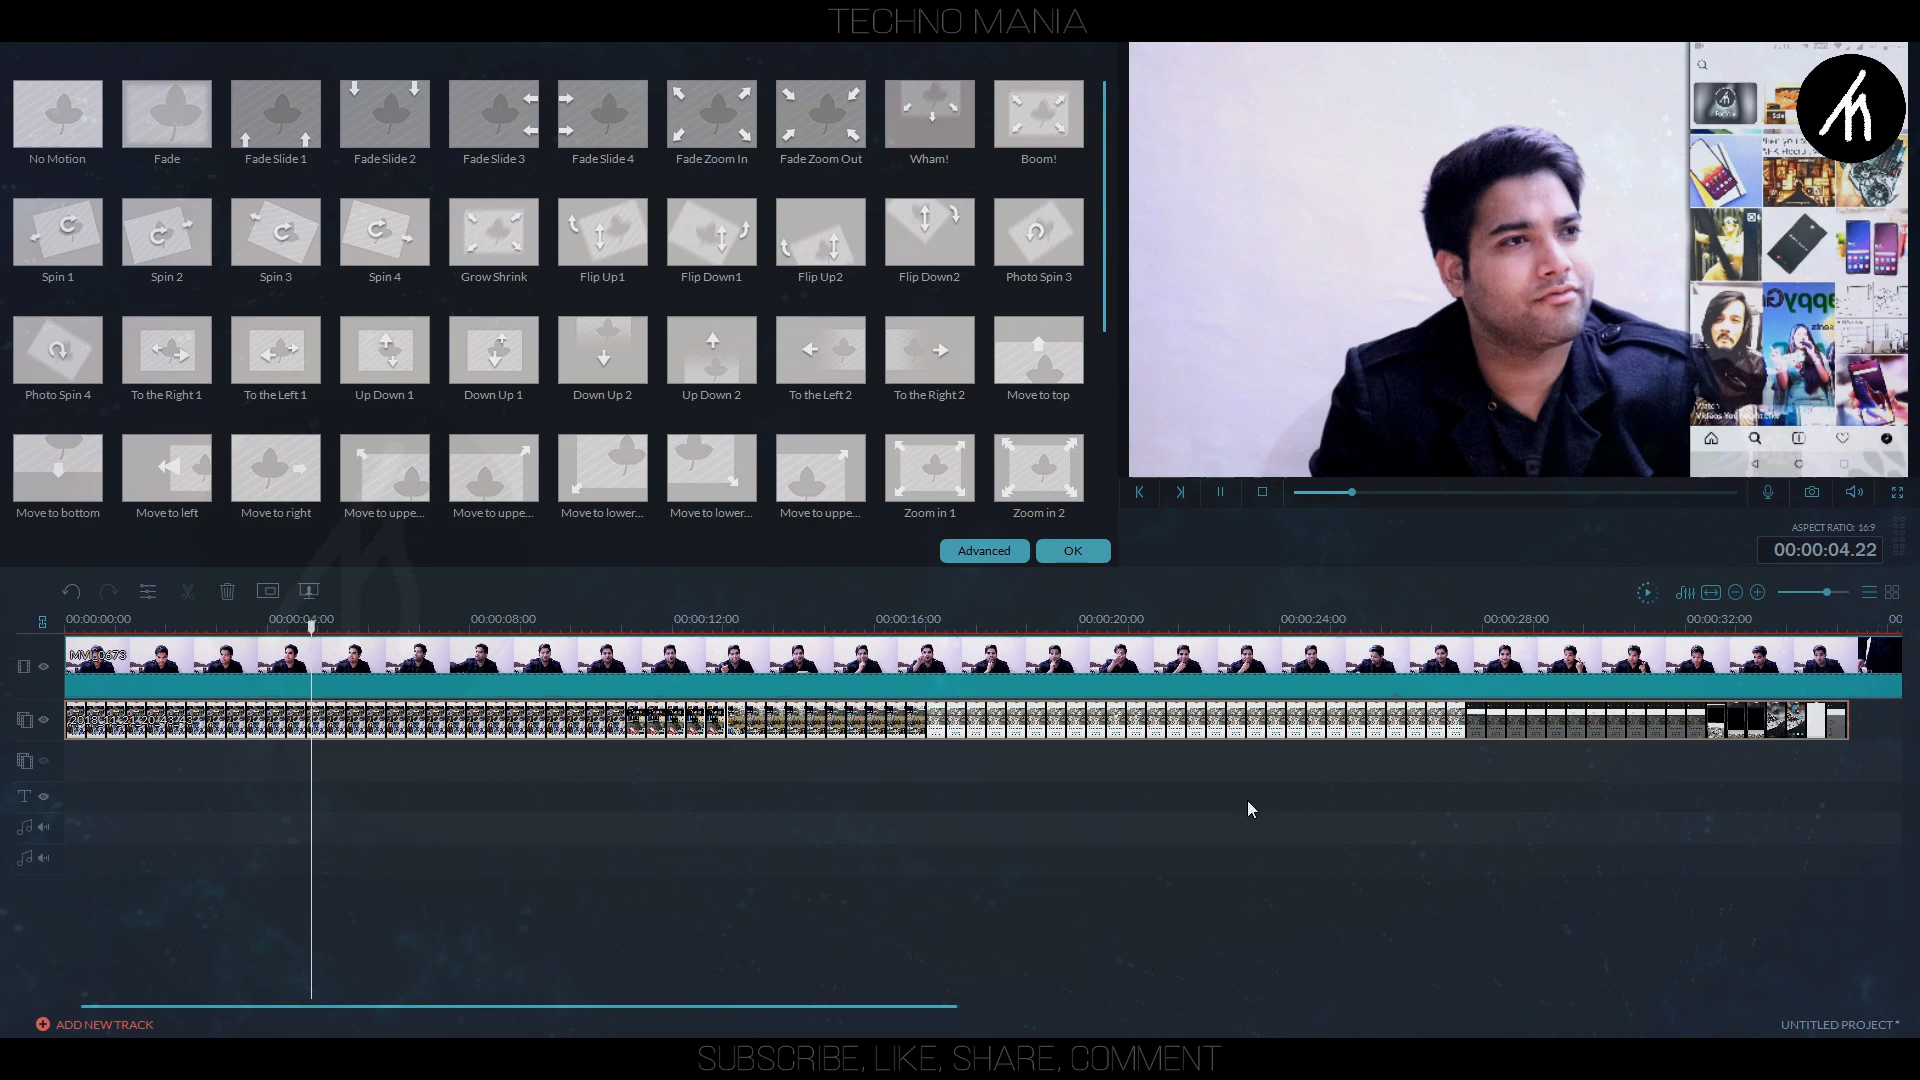 TECHNO MANIA
No Motion
Fade
Fade Slide 1
Fade Slide 2
Fade Slide 3
Fade Slide 4
Fade Zoom In
Fade Zoom Out
Wham!
Boom!
Spin 1
Spin 2
Spin 3
Spin 4
Grow Shrink
Flip Up1
Flip Down1
Flip Up2
Flip Down2
Photo Spin 3
Photo Spin 4
To the Right 1
To the Left 1
Up Down 1
Down Up 1
Down Up 2
Up Down 2
To the Left 2
To the Right 2
Move to top
Move to bottom
Move to left
Move to right
Move to uppe...
Move to uppe...
Move to lower...
Move to lower...
Move to uppe...
Zoom in 1
Zoom in 2
Advanced
OK
ASPECT RATIO: 16:9
00:00:04.22
00:00:00:00
00:00:04:00
00:00:08:00
00:00:12:00
00:00:16:00
00:00:20:00
00:00:24:00
00:00:28:00
00:00:32:00
00
MVI_0673
2018-11-21-20-43-43
ADD NEW TRACK
UNTITLED PROJECT *
SUBSCRIBE, LIKE, SHARE, COMMENT